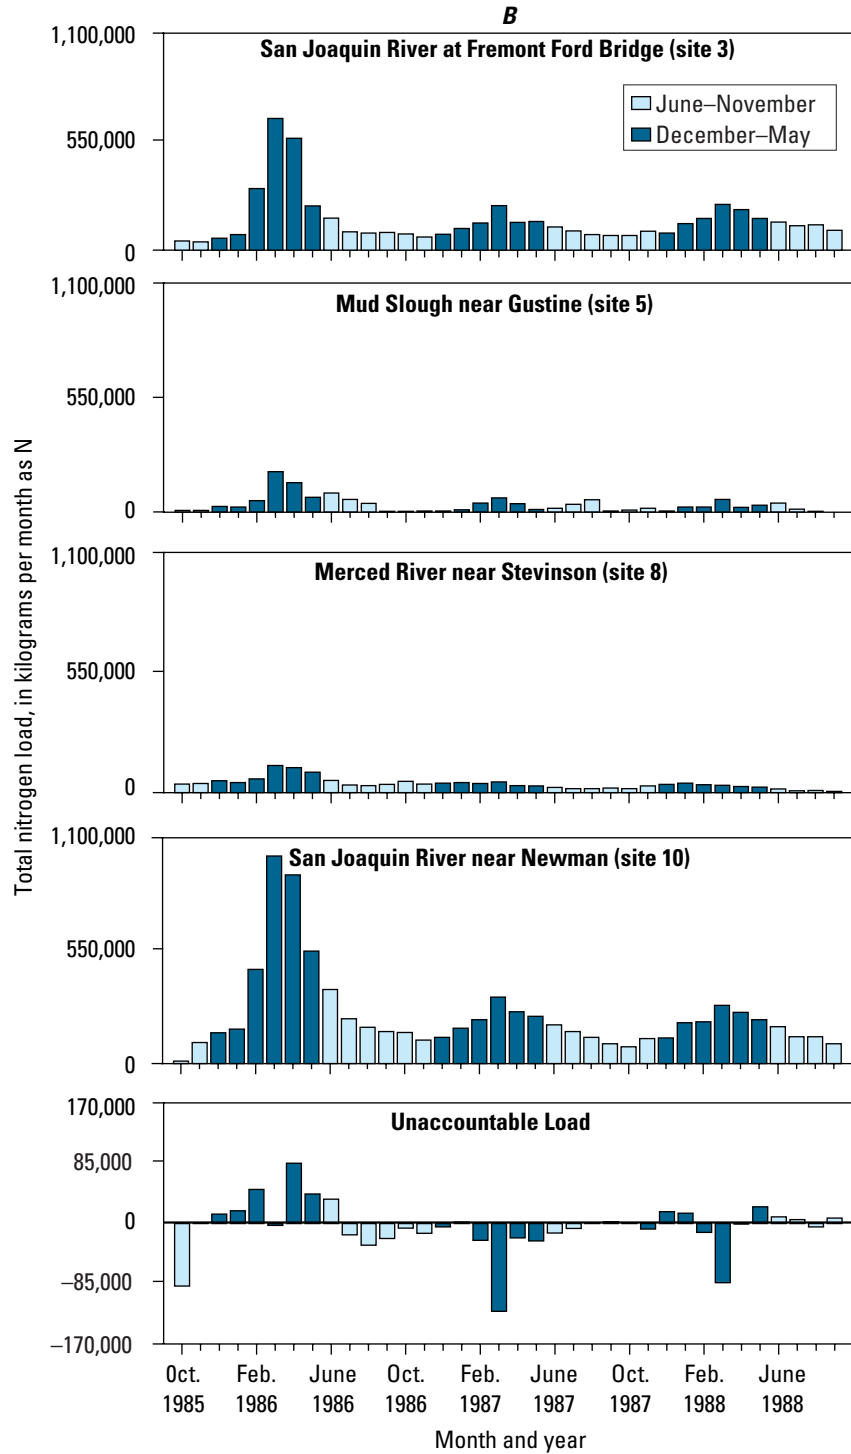 B
1,100,000
San Joaquin River at Fremont Ford Bridge (site 3)
June–November
December–May
550,000
0
1,100,000
Mud Slough near Gustine (site 5)
550,000
0
1,100,000
Merced River near Stevinson (site 8)
550,000
0
1,100,000
San Joaquin River near Newman (site 10)
550,000
0
170,000
Unaccountable Load
85,000
0
–85,000
–170,000
Total nitrogen load, in kilograms per month as N
Oct. Feb. June Oct. Feb. June Oct. Feb. June
1985 1986 1986 1986 1987 1987 1987 1988 1988
Month and year